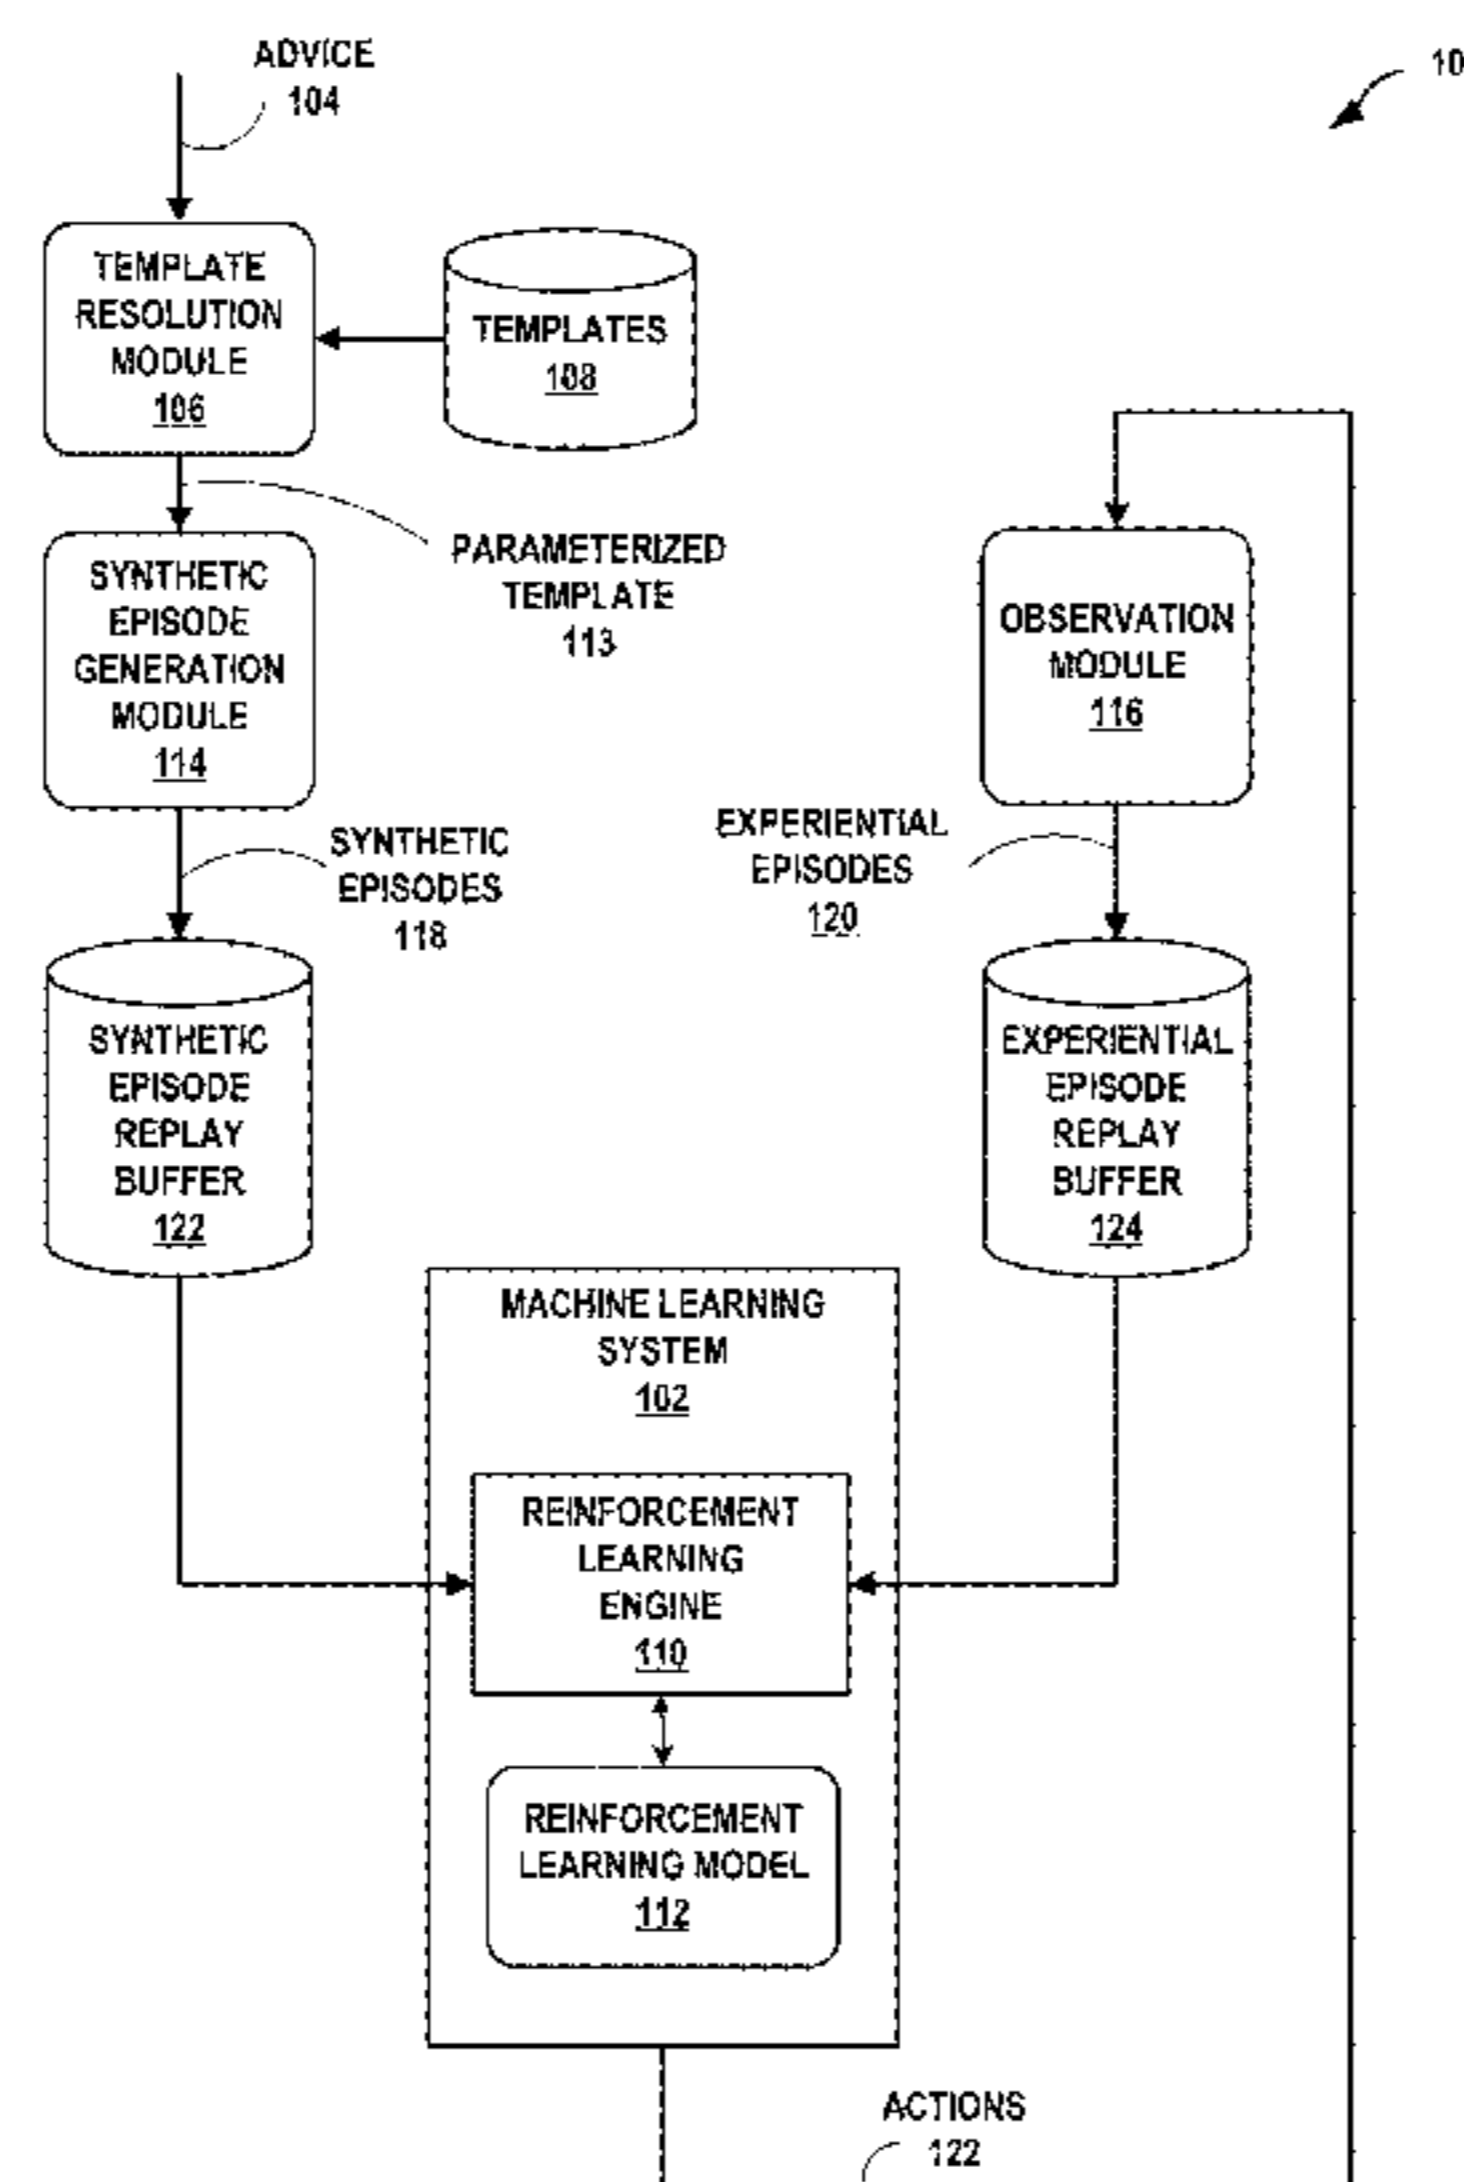 ADVICE
104
10
TEMPLATE
RESOLUTION
MODULE
106
TEMPLATES
108
PARAMETERIZED
TEMPLATE
113
SYNTHETIC
EPISODE
GENERATION
MODULE
114
OBSERVATION
MODULE
116
SYNTHETIC
EPISODES
118
EXPERIENTIAL
EPISODES
120
SYNTHETIC
EPISODE
REPLAY
BUFFER
122
EXPERIENTIAL
EPISODE
REPLAY
BUFFER
124
MACHINE LEARNING
SYSTEM
102
REINFORCEMENT
LEARNING
ENGINE
110
REINFORCEMENT
LEARNING MODEL
112
ACTIONS
122